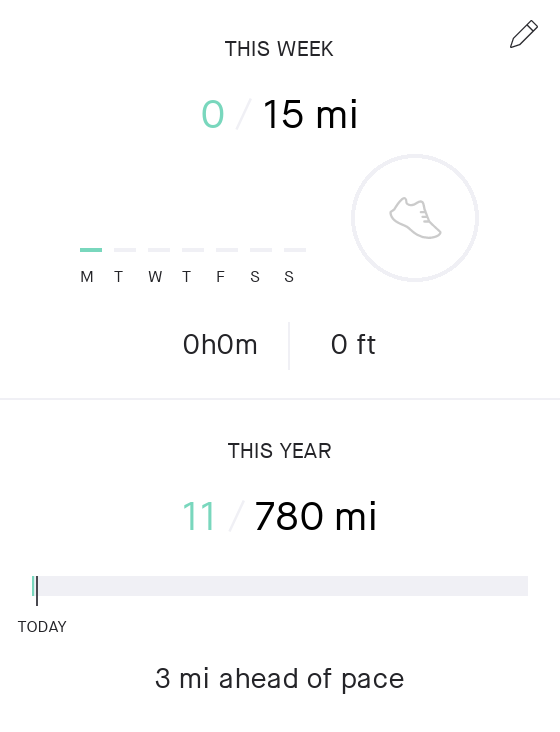 THIS WEEK
0 / 15 mi
M T W T F S S
0h0m 0 ft
THIS YEAR
11 / 780 mi
TODAY
3 mi ahead of pace